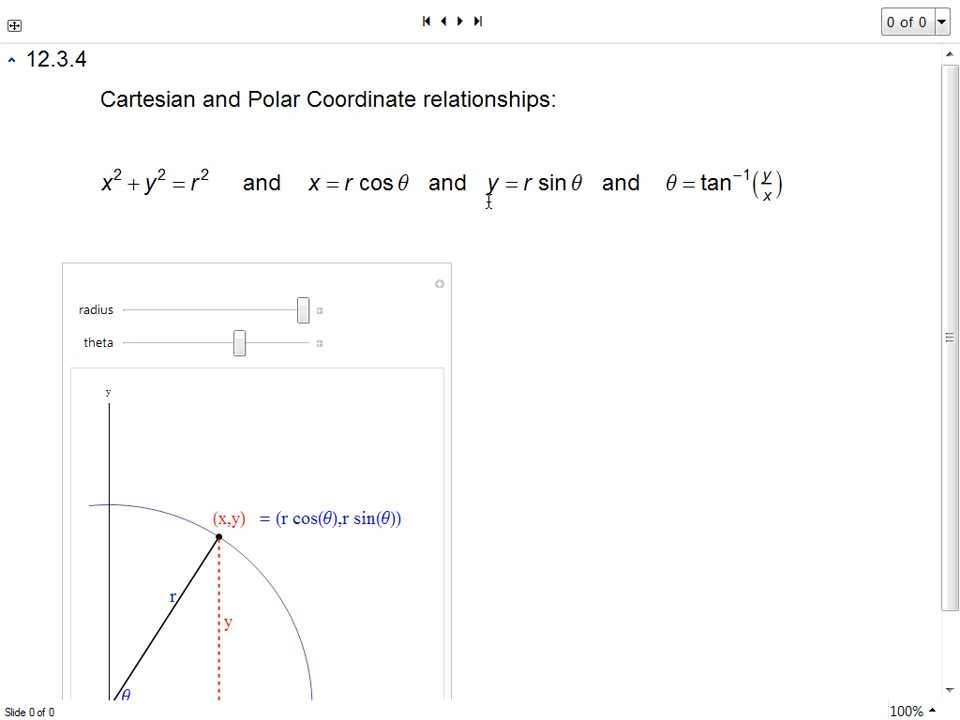 0 of 0
12.3.4
Cartesian and Polar Coordinate relationships:
x² + y² = r² and x = r cos θ and y = r sin θ and θ = tan⁻¹(y/x)
radius
theta
y
(x,y) = (r cos(θ),r sin(θ))
r
y
θ
Slide 0 of 0
100%